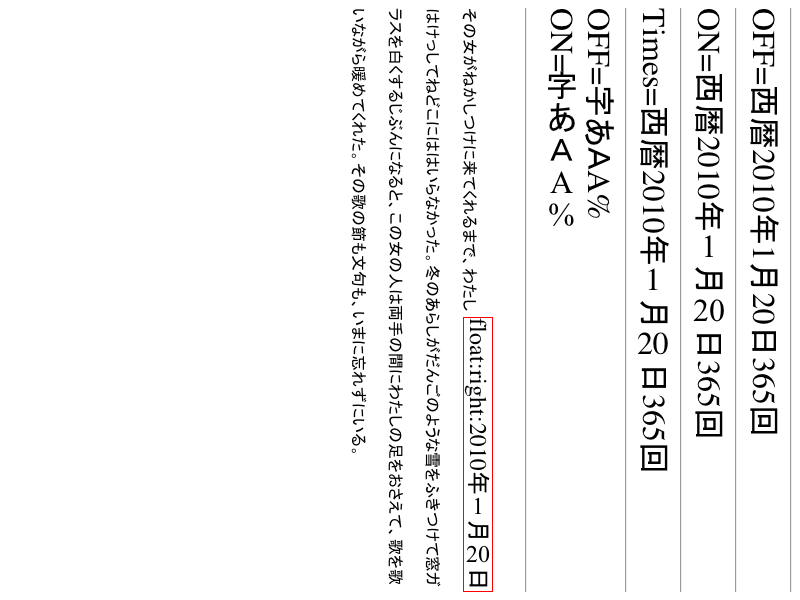 OFF=西暦2010年1月20日365回
ON=西暦2010年1月20日365回
Times=西暦2010年1月20日365回
OFF=字あAA%
ON=字あAA%
その女がねかしつけに来てくれるまで、わたし
float:right:2010年1月20日
はけっしてねどこにははいらなかった。冬のあらしがだんごのような雪をふきつけて窓ガ
ラスを白くするじぶんになると、この女の人は両手の間にわたしの足をおさえて、歌を歌
いながら暖めてくれた。その歌の節も文句も、いまに忘れずにいる。